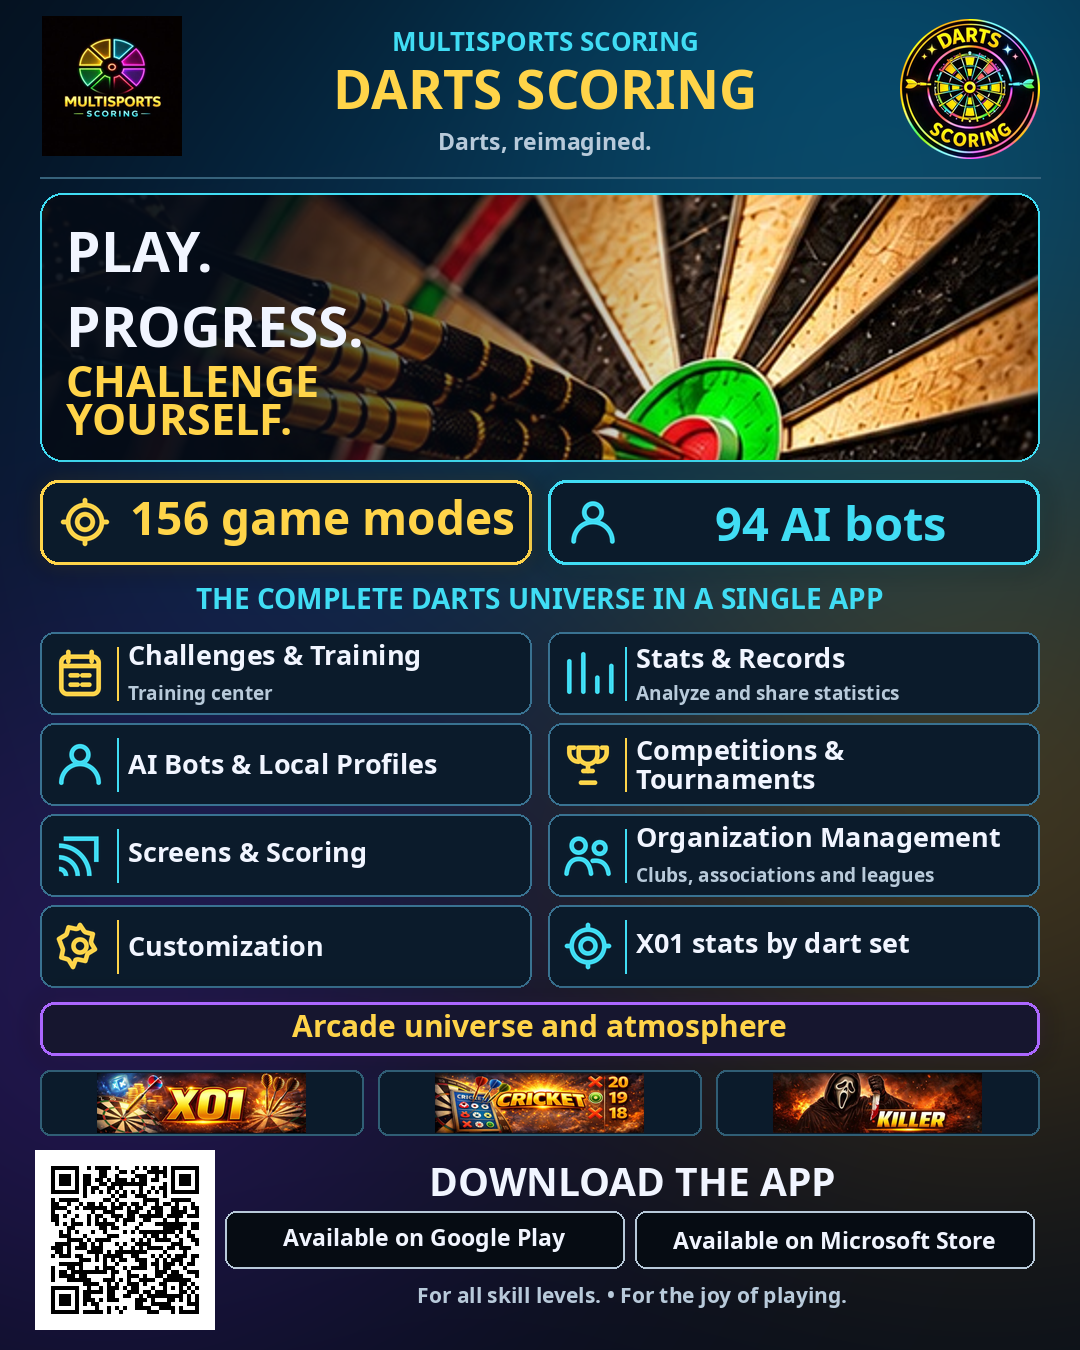 MULTISPORTS
SCORING
MULTISPORTS SCORING
DARTS SCORING
Darts, reimagined.
DARTS
SCORING
PLAY.
PROGRESS.
CHALLENGE
YOURSELF.
156 game modes
94 AI bots
THE COMPLETE DARTS UNIVERSE IN A SINGLE APP
Challenges & Training
Training center
Stats & Records
Analyze and share statistics
AI Bots & Local Profiles
Competitions &
Tournaments
Screens & Scoring
Organization Management
Clubs, associations and leagues
Customization
X01 stats by dart set
Arcade universe and atmosphere
X01
CRICKET
CRICKET
20
19
18
KILLER
DOWNLOAD THE APP
Available on Google Play
Available on Microsoft Store
For all skill levels. • For the joy of playing.